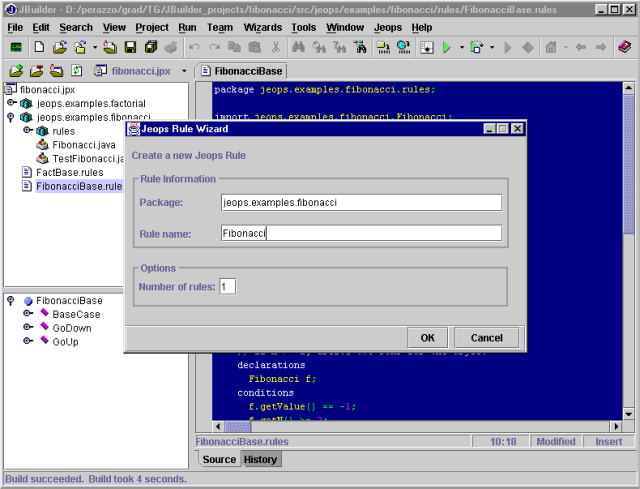 JBuilder - D:/perazzo/grad/TG/JBuilder_projects/fibonacci/src/jeops/examples/fibonacci/rules/FibonacciBase.rules
File Edit Search View Project Run Team Wizards Tools Window Jeops Help
fibonacci.jpx
FibonacciBase
fibonacci.jpx
jeops.examples.factorial
jeops.examples.fibonacci
rules
Fibonacci.java
TestFibonacci.ja
FactBase.rules
FibonacciBase.rule
package jeops.examples.fibonacci.rules;
import jeops.examples.fibonacci.Fibonacci;
Jeops Rule Wizard
Create a new Jeops Rule
Rule Information
Package: jeops.examples.fibonacci
Rule name: Fibonacci
Options
Number of rules: 1
OK Cancel
FibonacciBase
BaseCase
GoDown
GoUp
declarations
Fibonacci f;
conditions
f.getValue() == -1;
f.getN() >= 2;
FibonacciBase.rules 10:18 Modified Insert
Source History
Build succeeded. Build took 4 seconds.